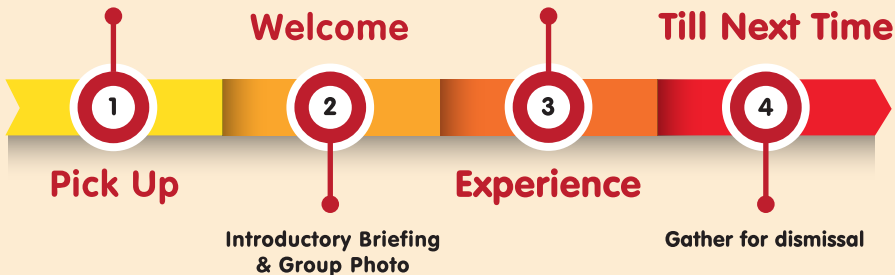 1
Pick Up
Welcome
2
Introductory Briefing
& Group Photo
3
Experience
Till Next Time
4
Gather for dismissal